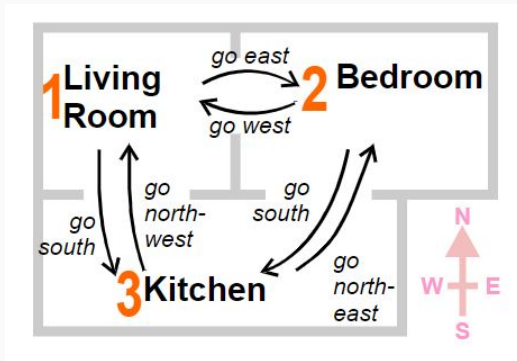 go east
1 Living
Room
2 Bedroom
go west
go
south
go
north-
west
go
south
3 Kitchen
go
north-
east
N
W E
S